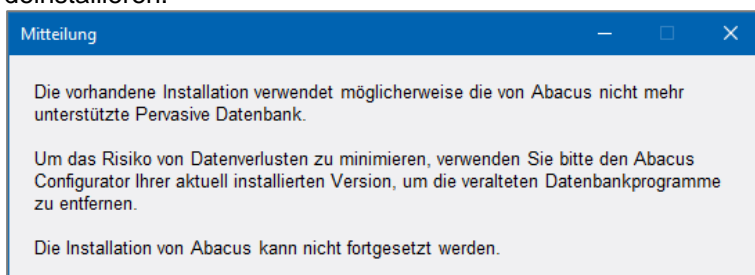 deinstallieren.
Mitteilung
Die vorhandene Installation verwendet möglicherweise die von Abacus nicht mehr
unterstützte Pervasive Datenbank.
Um das Risiko von Datenverlusten zu minimieren, verwenden Sie bitte den Abacus
Configurator Ihrer aktuell installierten Version, um die veralteten Datenbankprogramme
zu entfernen.
Die Installation von Abacus kann nicht fortgesetzt werden.